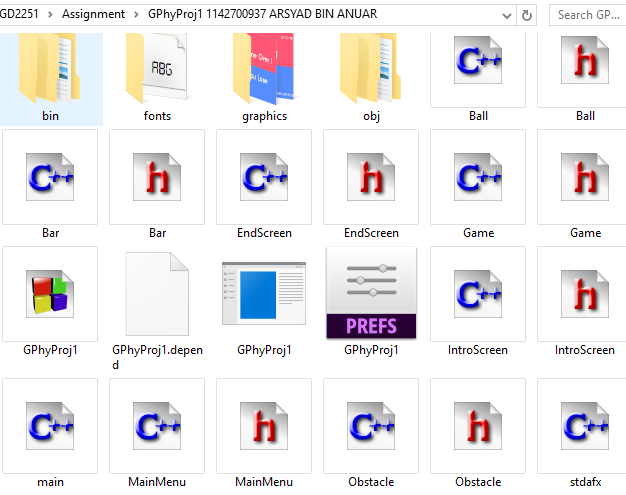 GD2251 > Assignment > GPhyProj1 1142700937 ARSYAD BIN ANUAR
Search GP...
ABG
me Over !
You Lose
bin fonts graphics obj Ball Ball
C++ h C++ h C++ h
Bar Bar EndScreen EndScreen Game Game
PREFS
GPhyProj1 GPhyProj1.depen
d GPhyProj1 GPhyProj1 IntroScreen IntroScreen
C++ C++ h C++ h C++
main MainMenu MainMenu Obstacle Obstacle stdafx